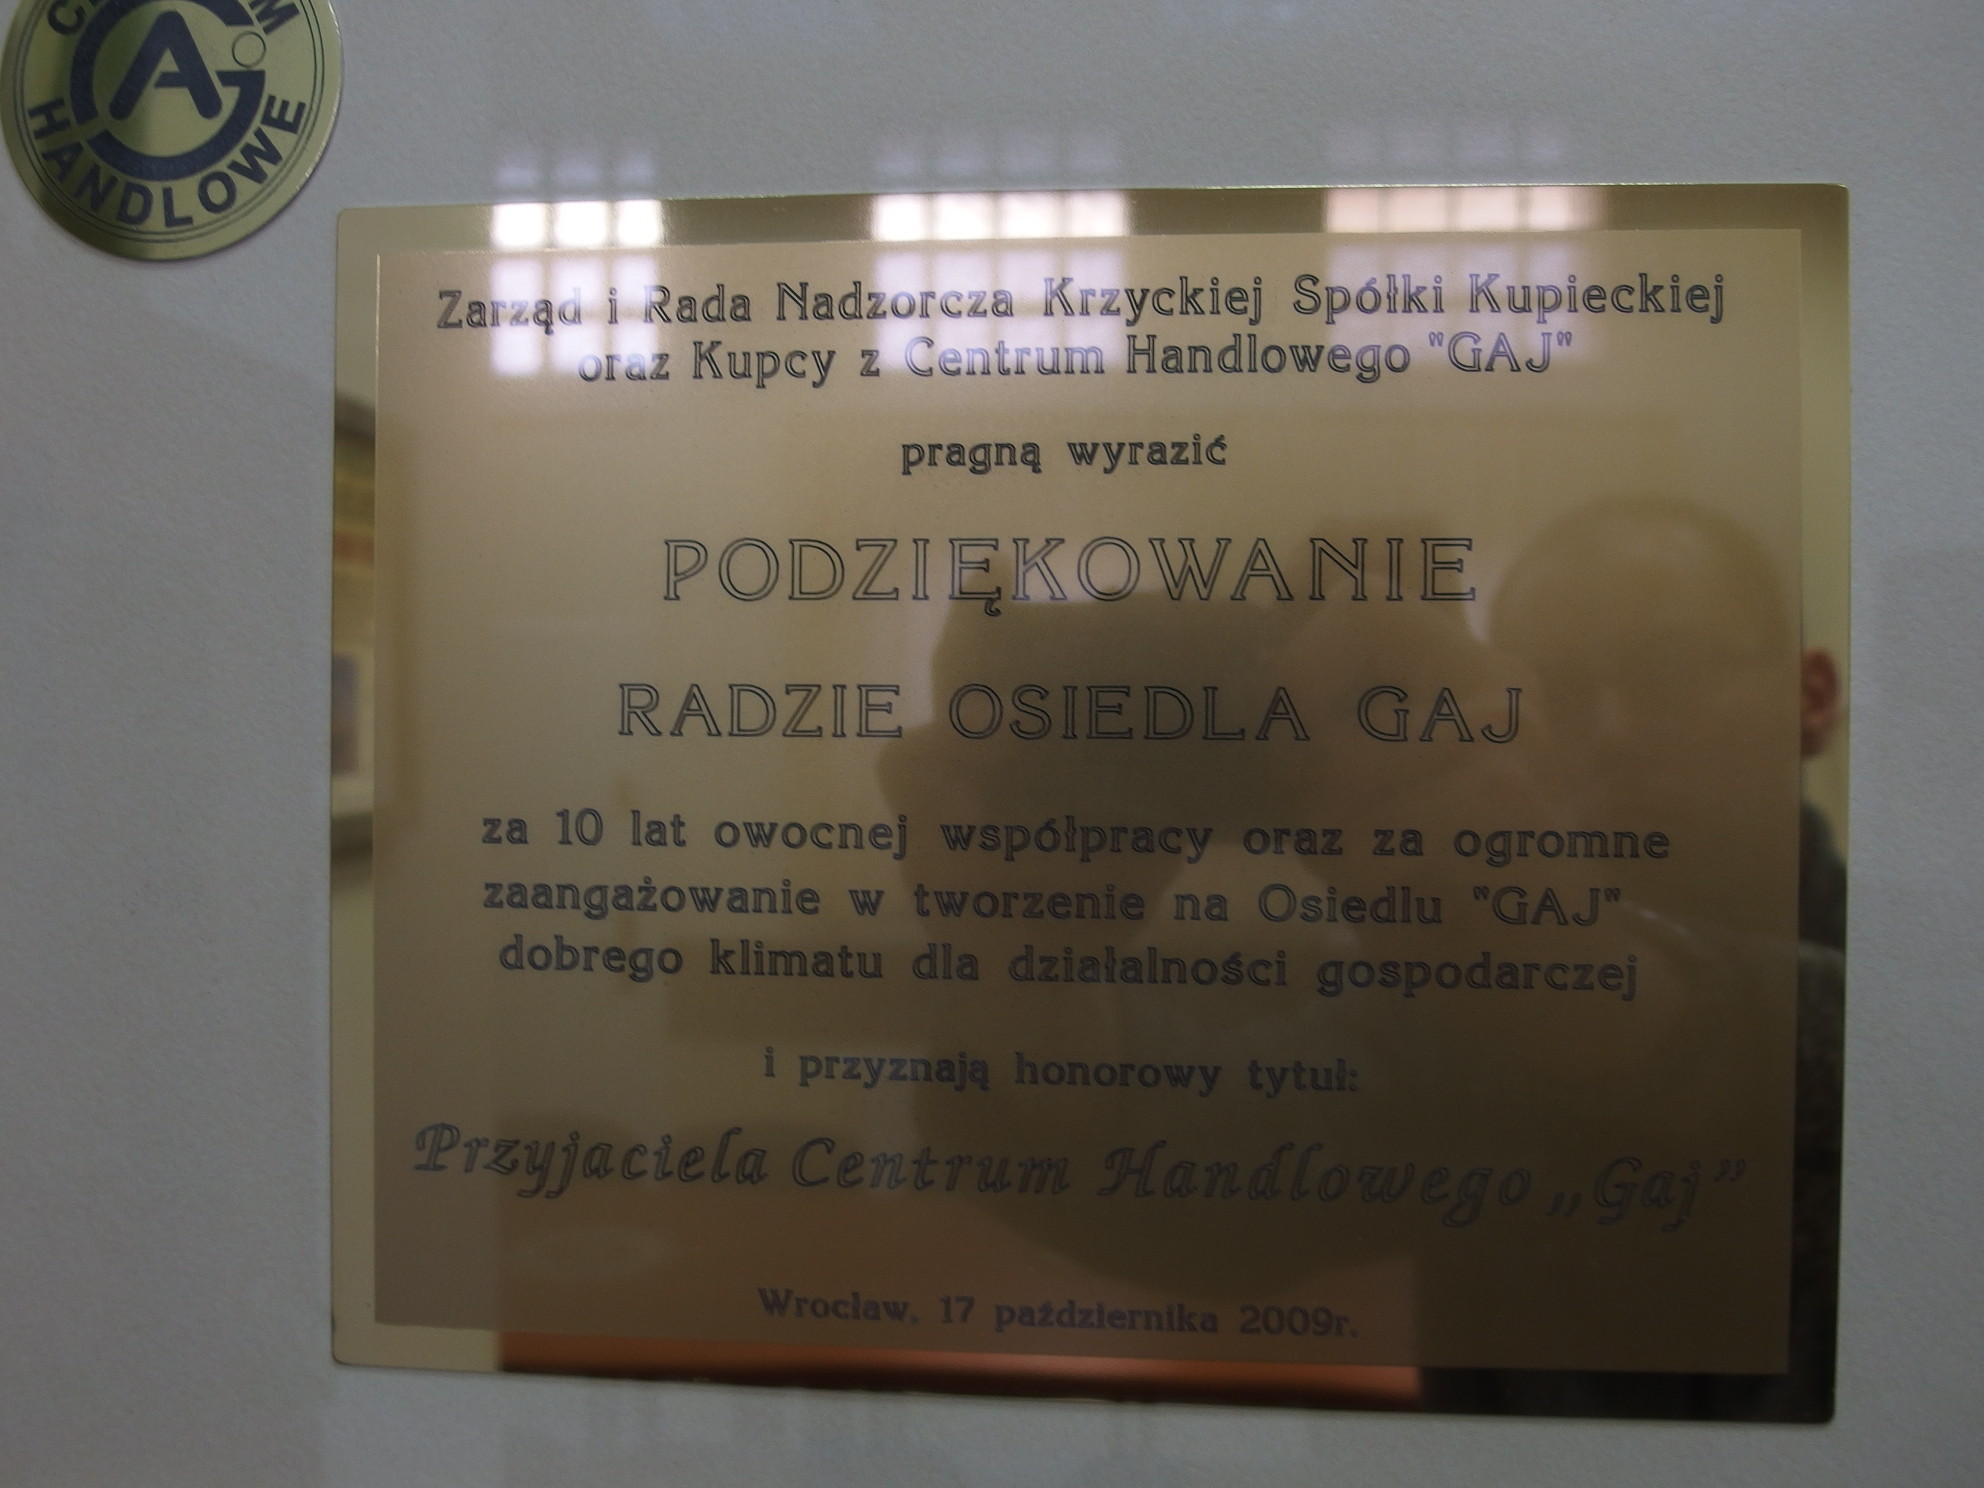 HANDLOWE
Zarząd i Rada Nadzorcza Krzyckiej Spółki Kupieckiej
oraz Kupcy z Centrum Handlowego "GAJ"
pragną wyrazić
PODZIĘKOWANIE
RADZIE OSIEDLA GAJ
za 10 lat owocnej współpracy oraz za ogromne
zaangażowanie w tworzenie na Osiedlu "GAJ"
dobrego klimatu dla działalności gospodarczej
i przyznają honorowy tytuł:
Przyjaciela Centrum Handlowego „Gaj”
Wrocław, 17 października 2009r.